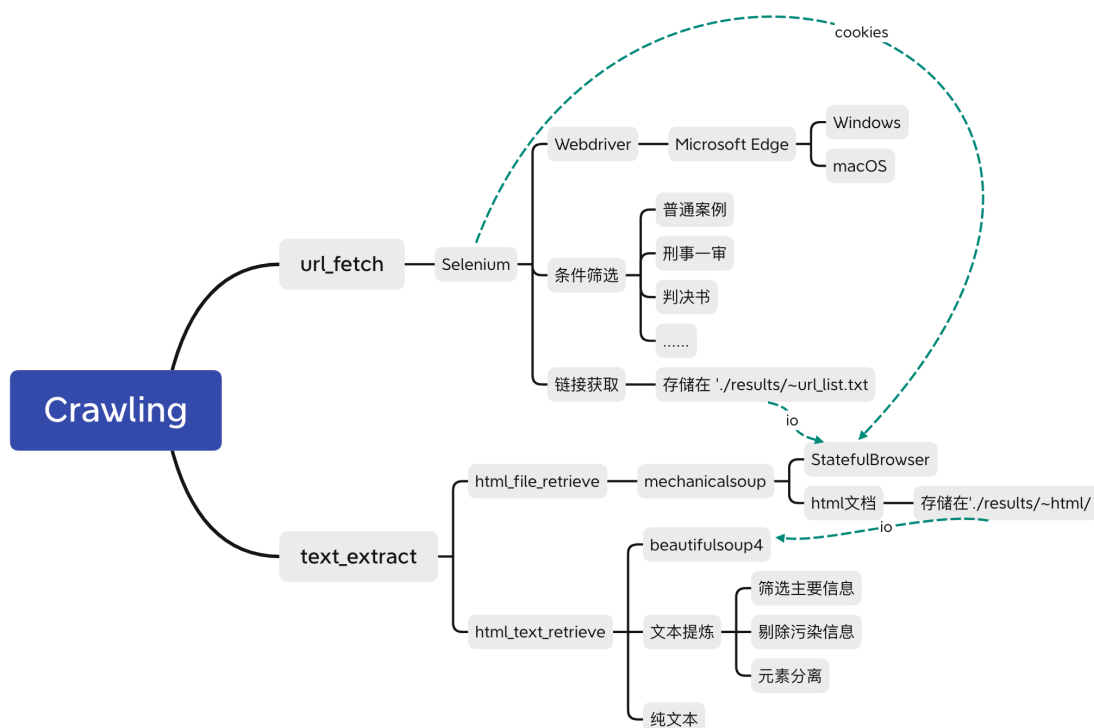 cookies
Windows
Webdriver
Microsoft Edge
macOS
普通案例
刑事一审
url_fetch
Selenium
条件筛选
判决书
......
链接获取
存储在 './results/~url_list.txt
Crawling
io
StatefulBrowser
html_file_retrieve
mechanicalsoup
html文档
存储在'./results/~html/
io
beautifulsoup4
text_extract
筛选主要信息
html_text_retrieve
文本提炼
剔除污染信息
元素分离
纯文本